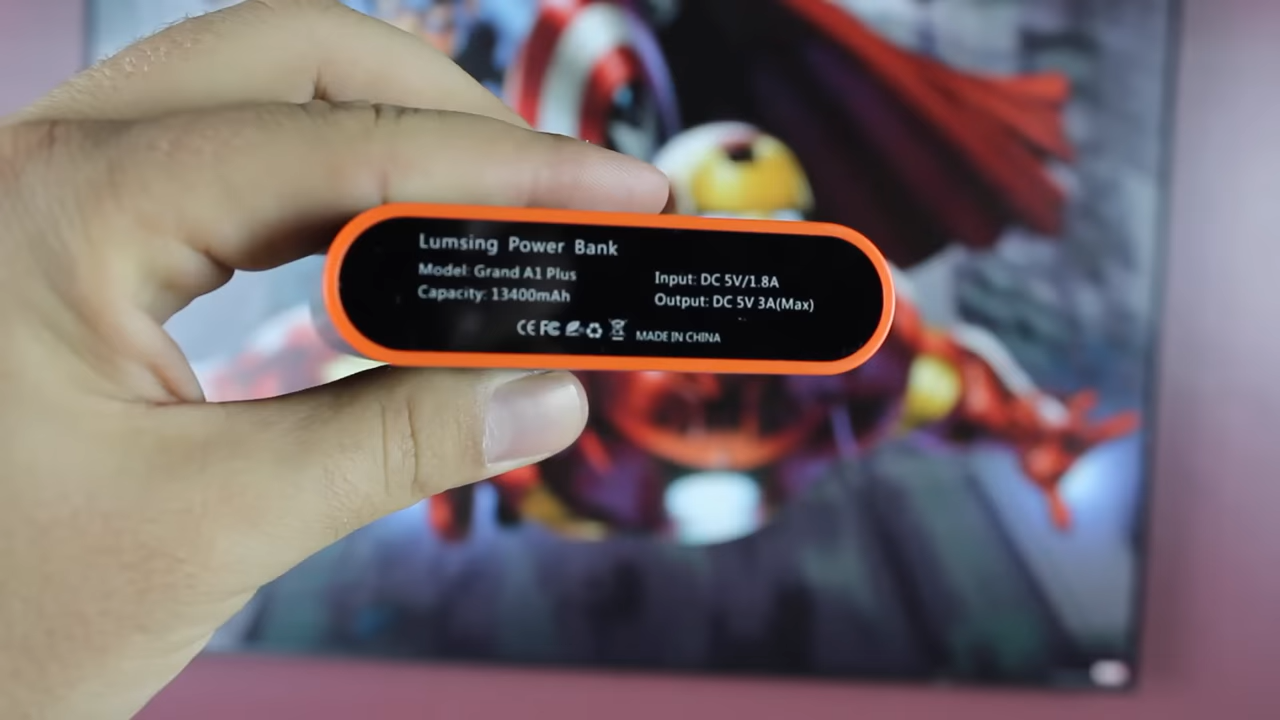 Lumsing Power Bank
Model: Grand A1 Plus
Capacity: 13400mAh
Input: DC 5V/1.8A
Output: DC 5V 3A(Max)
CE FC MADE IN CHINA